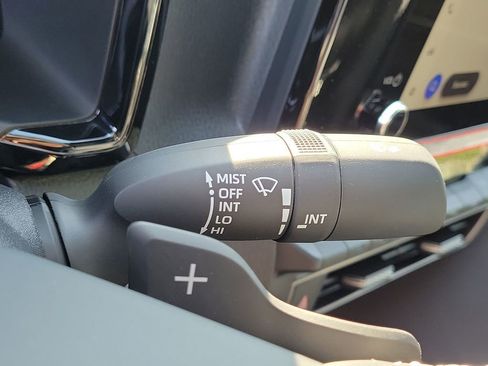 MIST
OFF
INT
LO
HI
INT
+